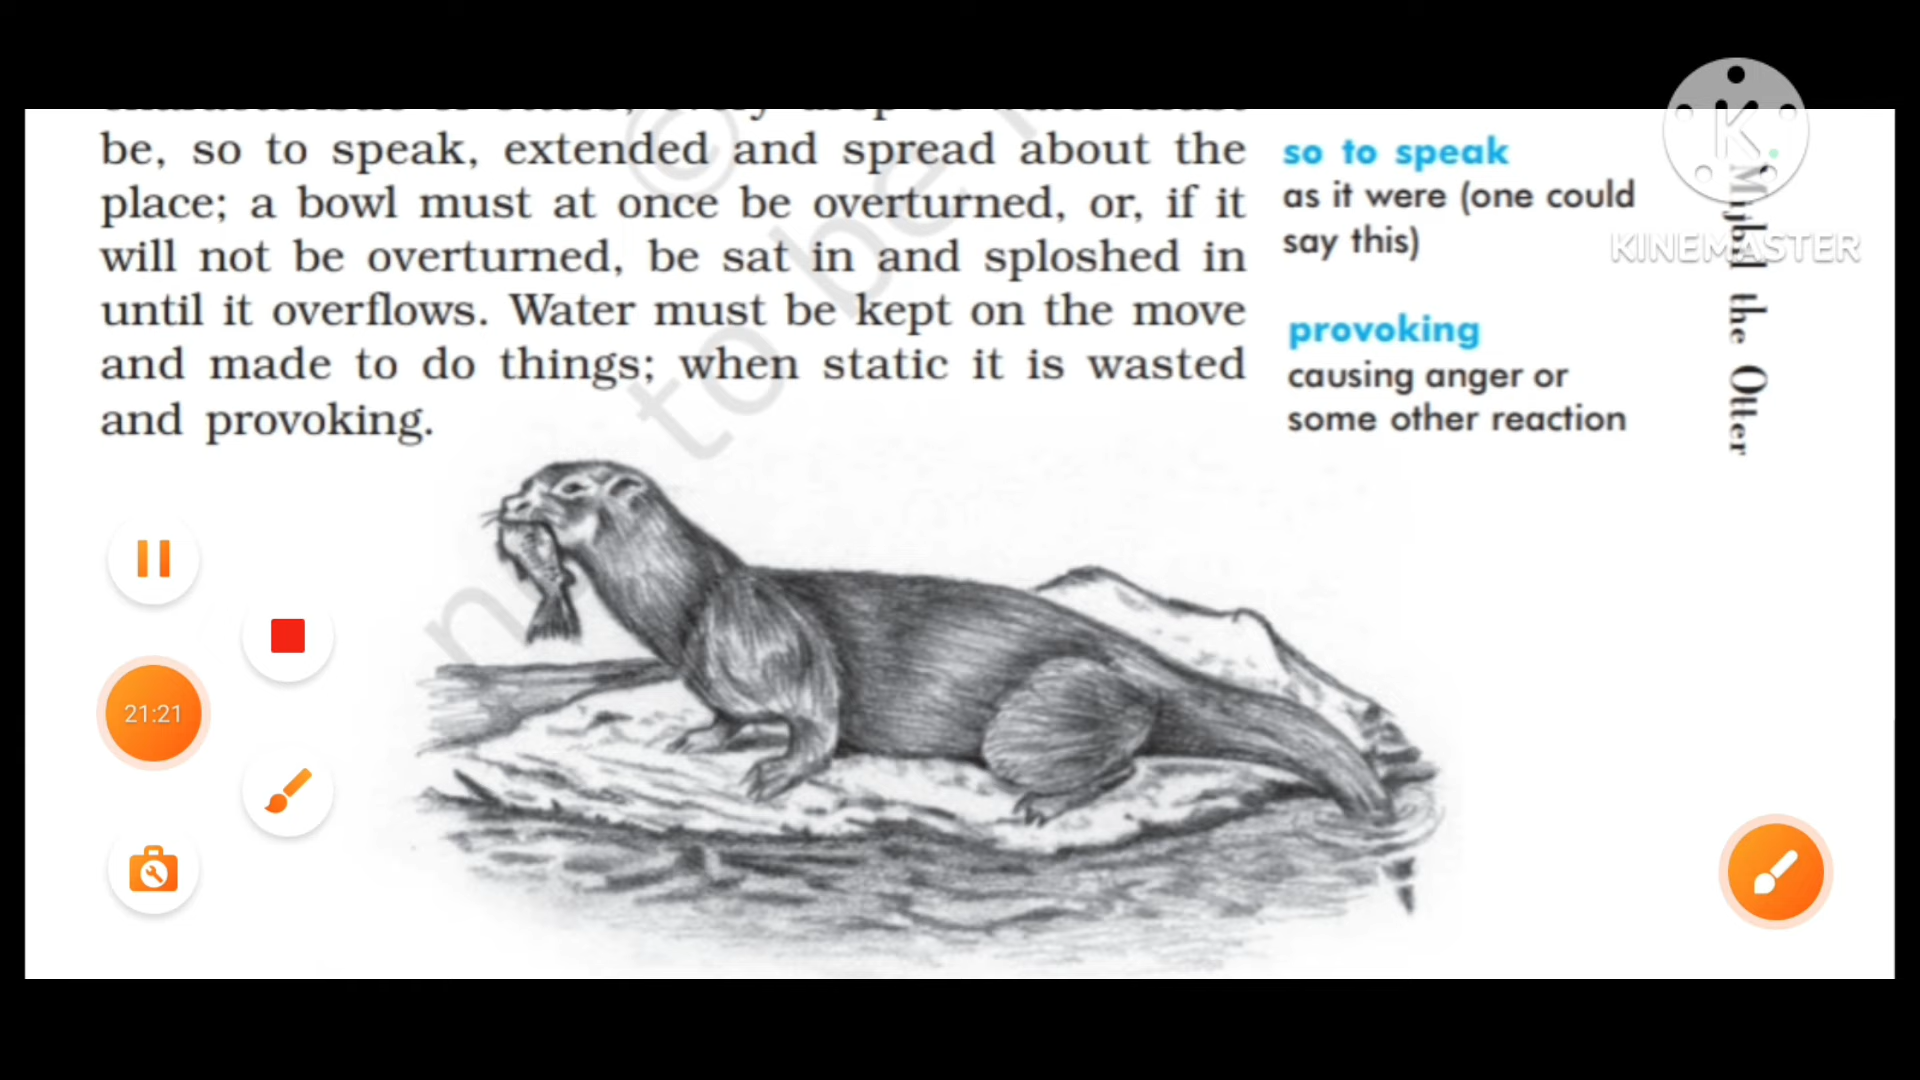 be, so to speak, extended and spread about the
place; a bowl must at once be overturned, or, if it
will not be overturned, be sat in and sploshed in
until it overflows. Water must be kept on the move
and made to do things; when static it is wasted
and provoking.
so to speak
as it were (one could
say this)
provoking
causing anger or
some other reaction
Mijbil the Otter
K
KINEMASTER
©
not to be
21:21